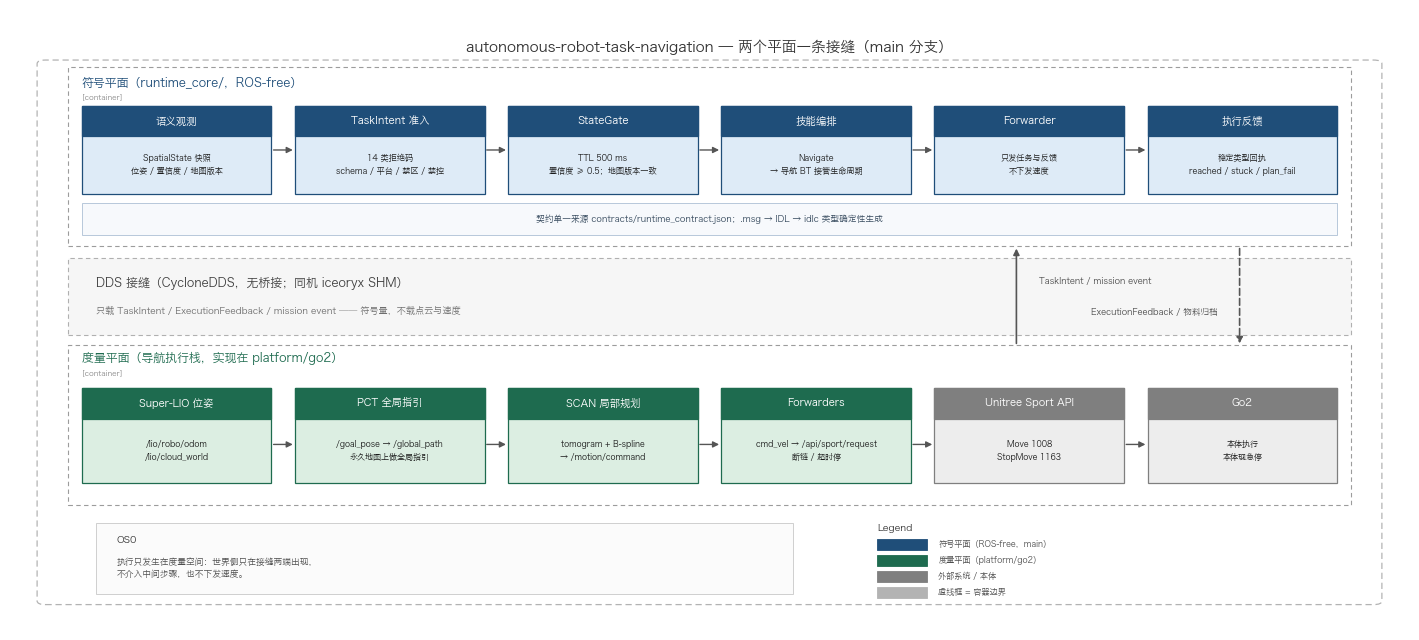 autonomous-robot-task-navigation — 两个平面一条接缝（main 分支）
符号平面（runtime_core/，ROS-free）
[container]
语义观测
SpatialState 快照
位姿 / 置信度 / 地图版本
TaskIntent 准入
14 类拒绝码
schema / 平台 / 禁区 / 禁控
StateGate
TTL 500 ms
置信度 ≥ 0.5；地图版本一致
技能编排
Navigate
→ 导航 BT 接管生命周期
Forwarder
只发任务与反馈
不下发速度
执行反馈
稳定类型回执
reached / stuck / plan_fail
契约单一来源 contracts/runtime_contract.json；.msg → IDL → idlc 类型确定性生成
DDS 接缝（CycloneDDS，无桥接；同机 iceoryx SHM）
只载 TaskIntent / ExecutionFeedback / mission event —— 符号量，不载点云与速度
TaskIntent / mission event
ExecutionFeedback / 物料归档
度量平面（导航执行栈，实现在 platform/go2）
[container]
Super-LIO 位姿
/lio/robo/odom
/lio/cloud_world
PCT 全局指引
/goal_pose → /global_path
永久地图上做全局指引
SCAN 局部规划
tomogram + B-spline
→ /motion/command
Forwarders
cmd_vel → /api/sport/request
断链 / 超时停
Unitree Sport API
Move 1008
StopMove 1163
Go2
本体执行
本体级急停
OSO
执行只发生在度量空间：世界侧只在接缝两端出现，
不介入中间步骤，也不下发速度。
Legend
符号平面（ROS-free，main）
度量平面（platform/go2）
外部系统 / 本体
虚线框 = 容器边界